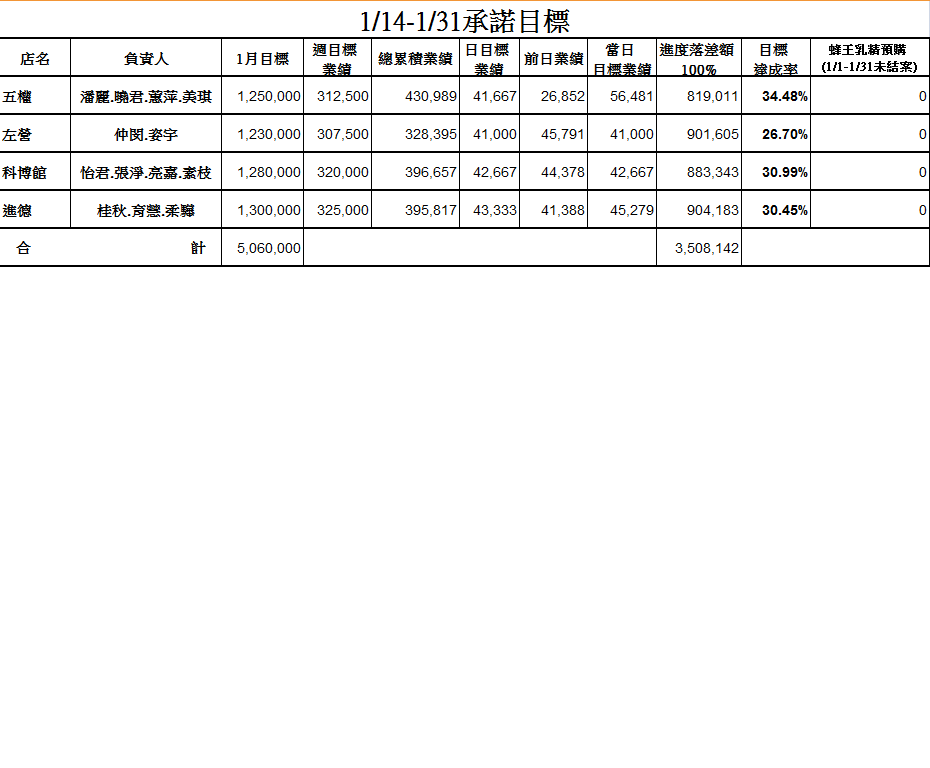 1/14-1/31承諾目標
店名 負責人 1月目標 週目標業績 總累積業績 日目標業績 前日業績 當日目標業績 進度落差額100% 目標達成率 蜂王乳精預購(1/1-1/31未結案)
五權 潘麗.曉君.蕙萍.美琪 1,250,000 312,500 430,989 41,667 26,852 56,481 819,011 34.48% 0
左營 仲閔.姿宇 1,230,000 307,500 328,395 41,000 45,791 41,000 901,605 26.70% 0
科博館 怡君.張淨.亮嘉.素枝 1,280,000 320,000 396,657 42,667 44,378 42,667 883,343 30.99% 0
進德 桂秋.育慧.柔驊 1,300,000 325,000 395,817 43,333 41,388 45,279 904,183 30.45% 0
合 計 5,060,000 3,508,142